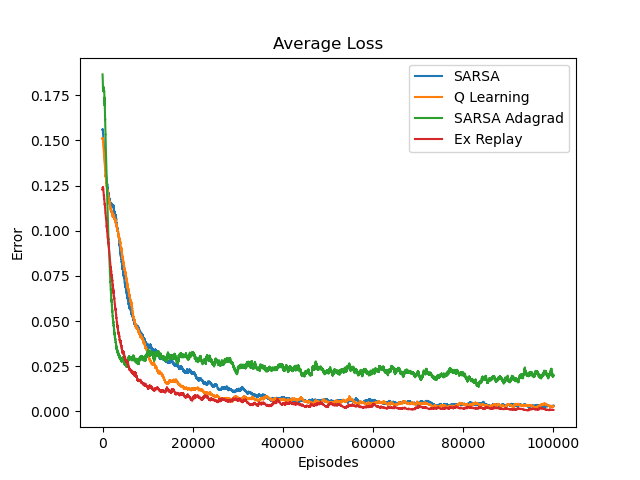 Average Loss
SARSA
Q Learning
SARSA Adagrad
Ex Replay
0.175
0.150
0.125
0.100
0.075
0.050
0.025
0.000
Error
0 20000 40000 60000 80000 100000
Episodes